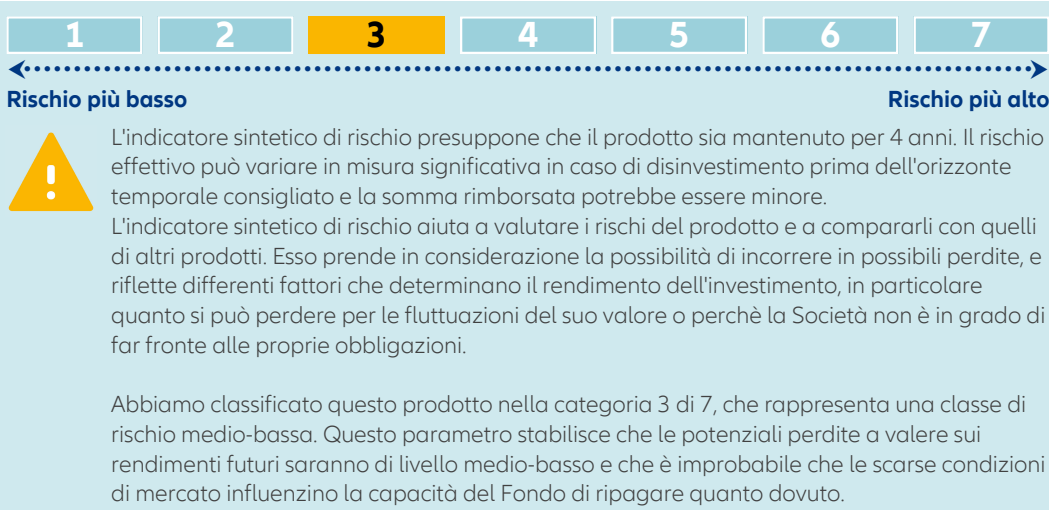 1 2 3 4 5 6 7
Rischio più basso Rischio più alto
L'indicatore sintetico di rischio presuppone che il prodotto sia mantenuto per 4 anni. Il rischio
effettivo può variare in misura significativa in caso di disinvestimento prima dell'orizzonte
temporale consigliato e la somma rimborsata potrebbe essere minore.
L'indicatore sintetico di rischio aiuta a valutare i rischi del prodotto e a compararli con quelli
di altri prodotti. Esso prende in considerazione la possibilità di incorrere in possibili perdite, e
riflette differenti fattori che determinano il rendimento dell'investimento, in particolare
quanto si può perdere per le fluttuazioni del suo valore o perchè la Società non è in grado di
far fronte alle proprie obbligazioni.
Abbiamo classificato questo prodotto nella categoria 3 di 7, che rappresenta una classe di
rischio medio-bassa. Questo parametro stabilisce che le potenziali perdite a valere sui
rendimenti futuri saranno di livello medio-basso e che è improbabile che le scarse condizioni
di mercato influenzino la capacità del Fondo di ripagare quanto dovuto.